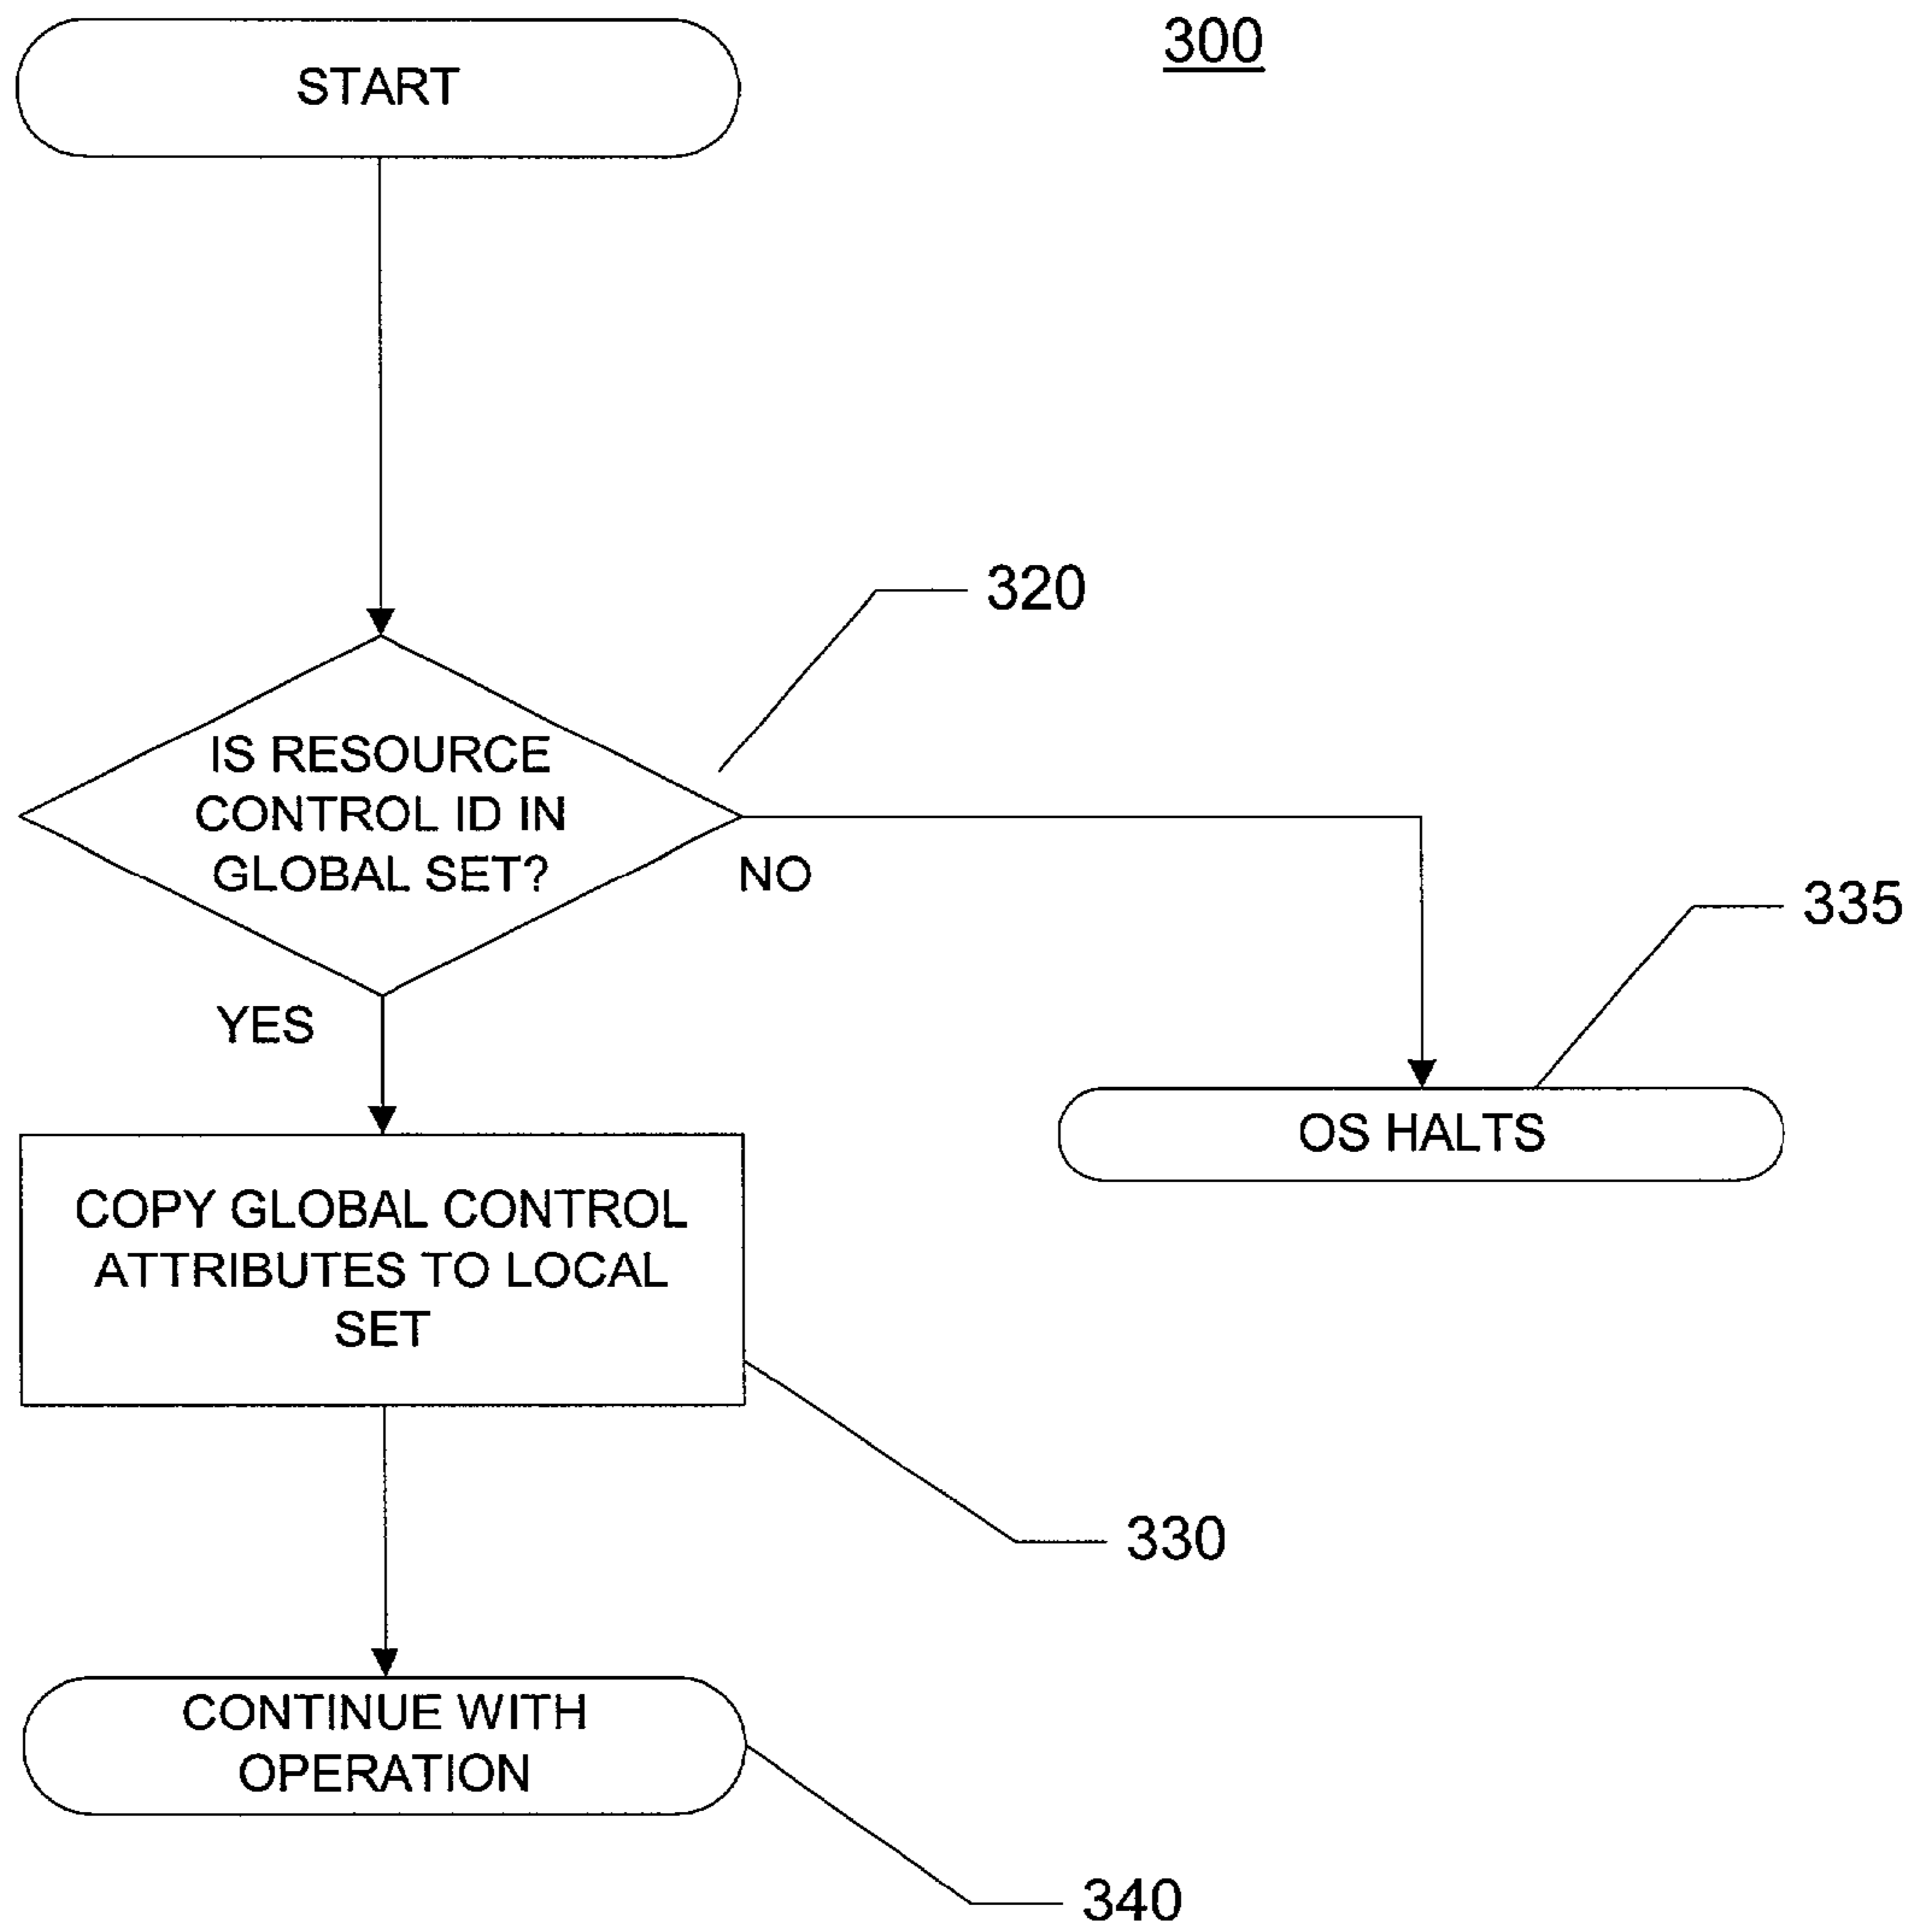 START
300
320
IS RESOURCE
CONTROL ID IN
GLOBAL SET?
NO
335
YES
OS HALTS
COPY GLOBAL CONTROL
ATTRIBUTES TO LOCAL
SET
330
CONTINUE WITH
OPERATION
340